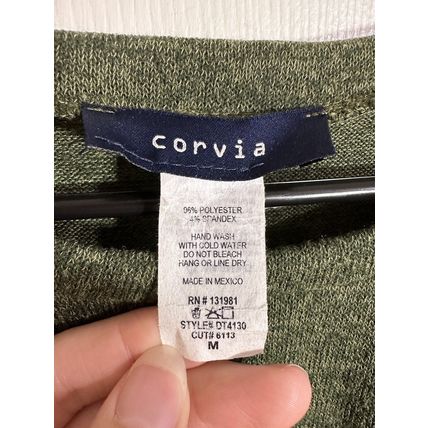 corvia
96% POLYESTER
4% SPANDEX
HAND WASH
WITH COLD WATER
DO NOT BLEACH
HANG OR LINE DRY
MADE IN MEXICO
RN # 131981
STYLE# DT4130
CUT# 6113
M